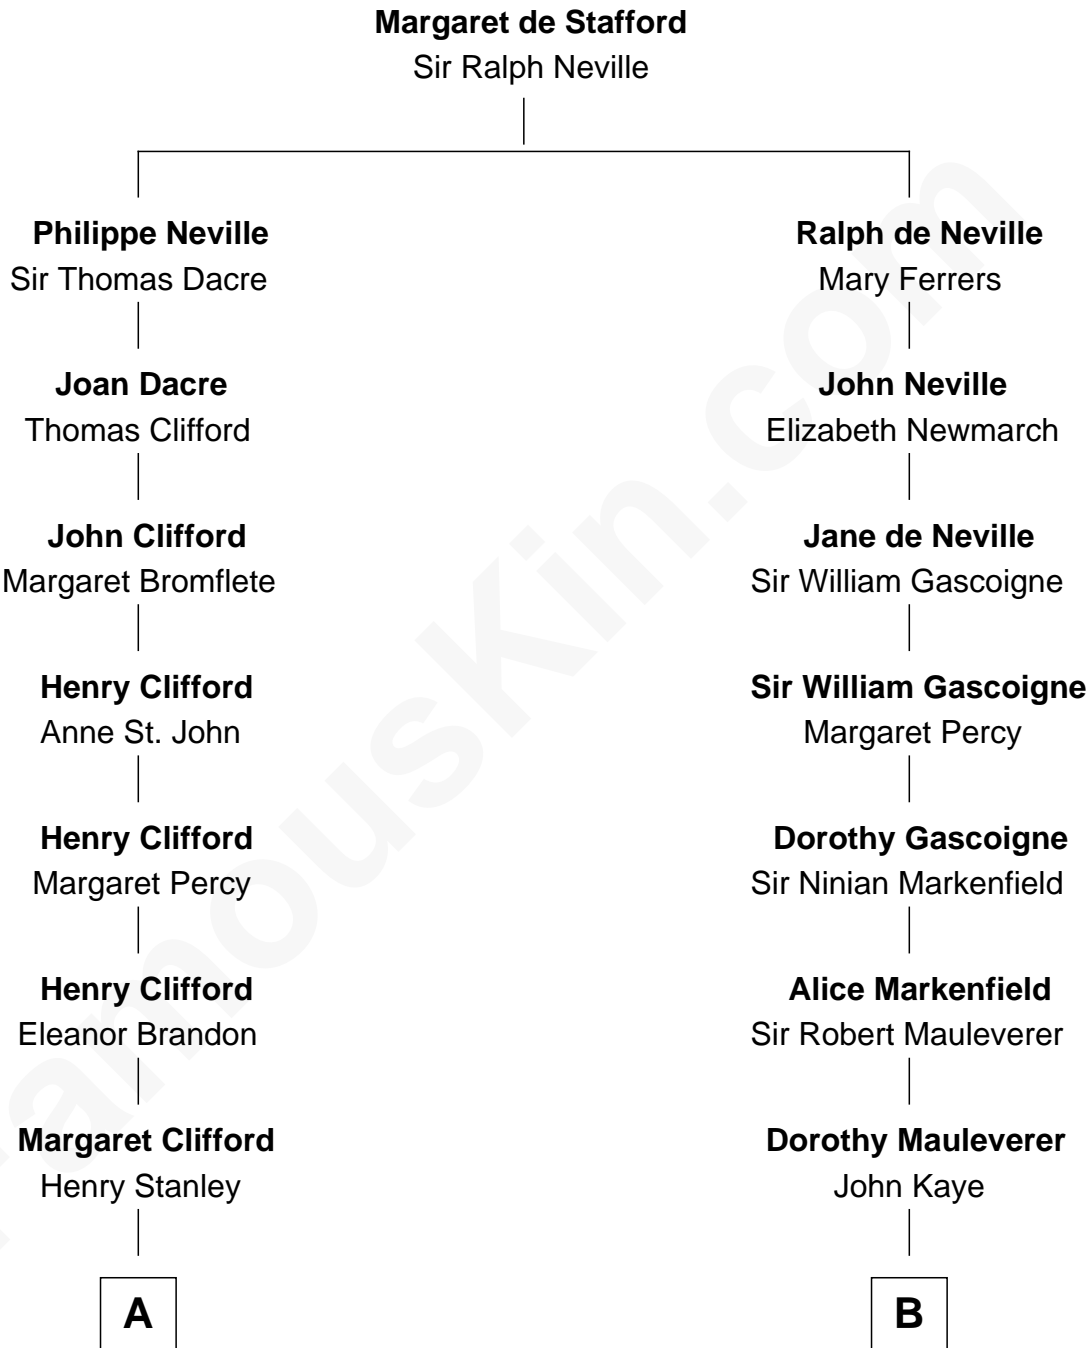 Margaret de Stafford
Sir Ralph Neville
Philippe Neville
Sir Thomas Dacre
Ralph de Neville
Mary Ferrers
Joan Dacre
Thomas Clifford
John Neville
Elizabeth Newmarch
John Clifford
Margaret Bromflete
Jane de Neville
Sir William Gascoigne
Henry Clifford
Anne St. John
Sir William Gascoigne
Margaret Percy
Henry Clifford
Margaret Percy
Dorothy Gascoigne
Sir Ninian Markenfield
Henry Clifford
Eleanor Brandon
Alice Markenfield
Sir Robert Mauleverer
Margaret Clifford
Henry Stanley
Dorothy Mauleverer
John Kaye
A
B
FamousKin.com